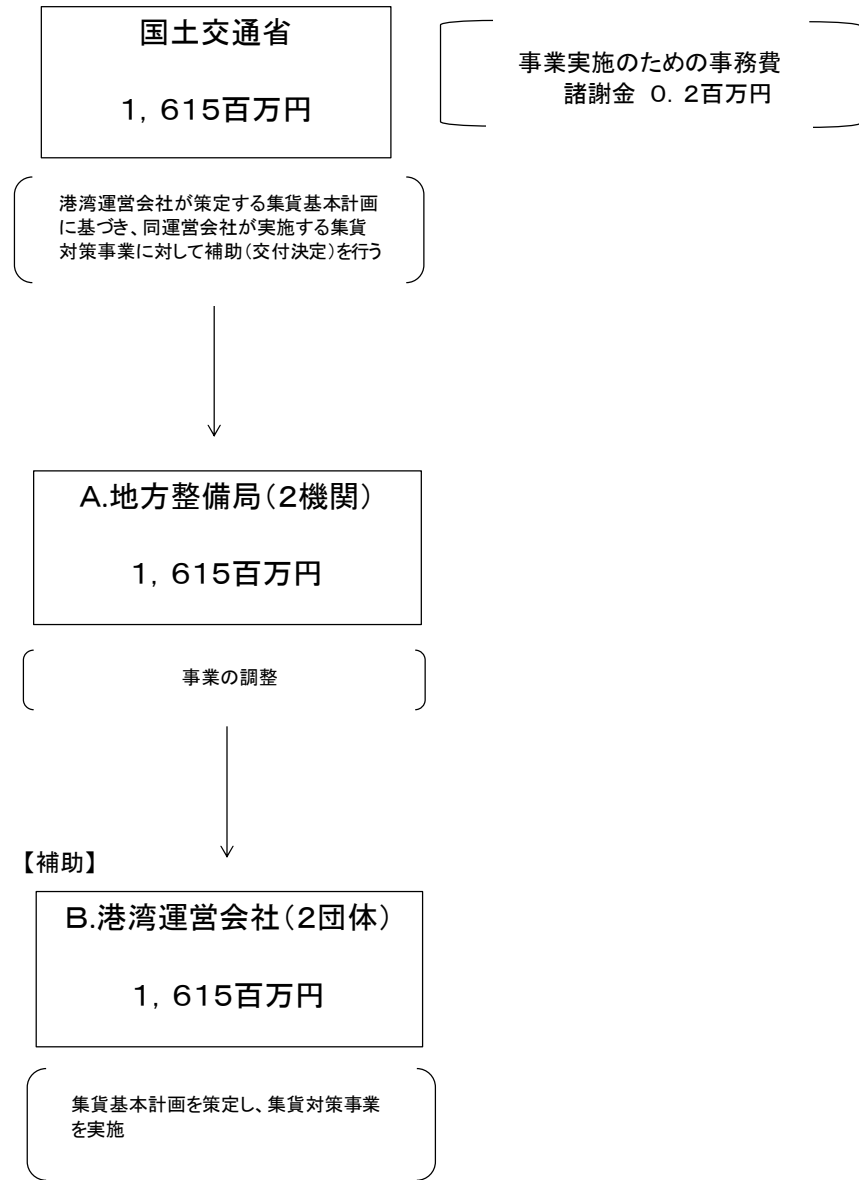 国土交通省
1，615百万円
事業実施のための事務費
諸謝金 0．2百万円
港湾運営会社が策定する集貨基本計画
に基づき、同運営会社が実施する集貨
対策事業に対して補助（交付決定）を行う
A.地方整備局（2機関）
1，615百万円
事業の調整
【補助】
B.港湾運営会社（2団体）
1，615百万円
集貨基本計画を策定し、集貨対策事業
を実施